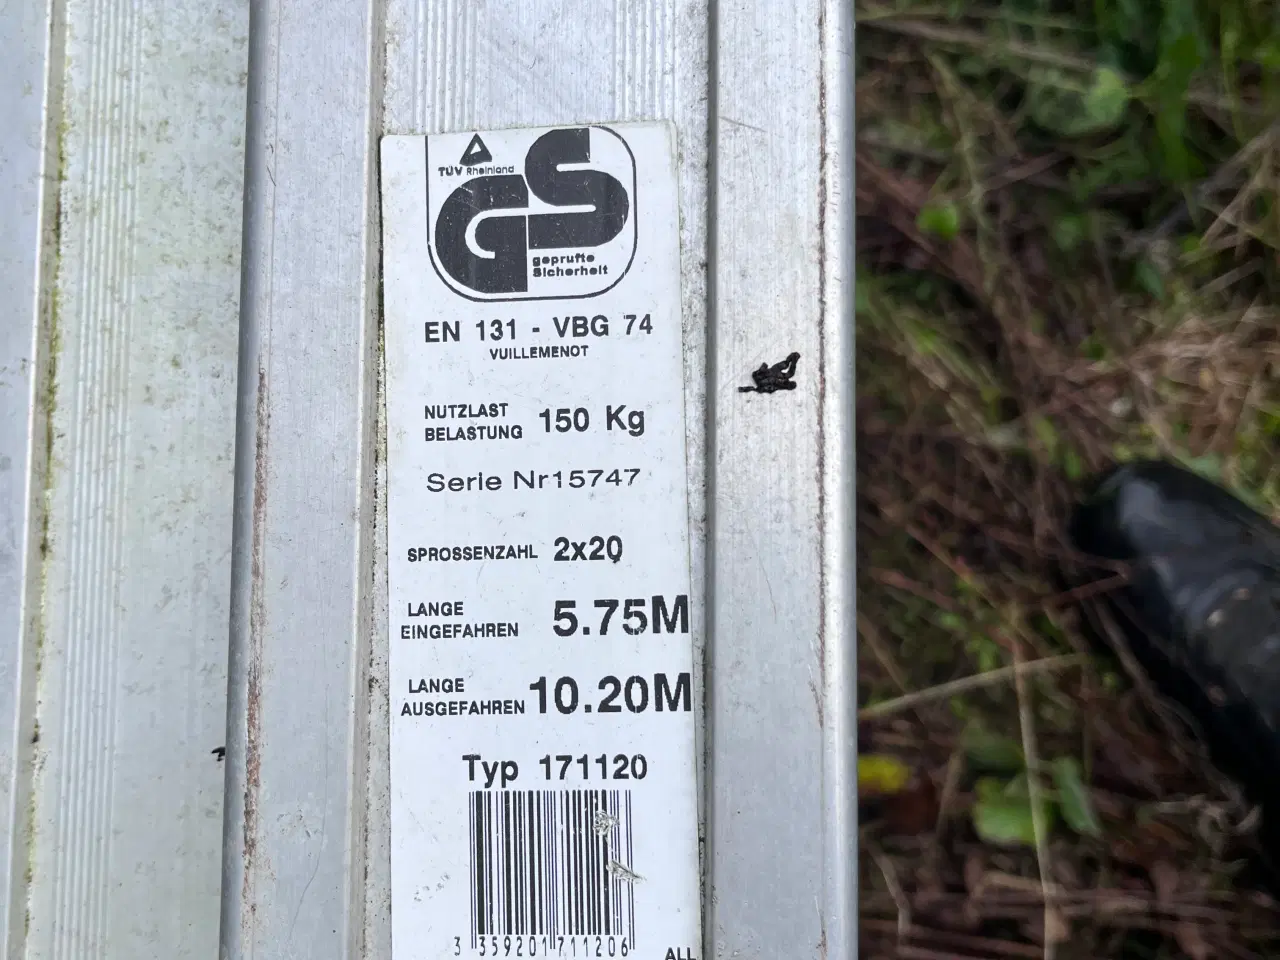 TÜV Rheinland
GS
geprufte
Sicherheit
EN 131 - VBG 74
VUILLEMENOT
NUTZLAST
BELASTUNG 150 Kg
Serie Nr15747
SPROSSENZAHL 2x20
LANGE
EINGEFAHREN 5.75M
LANGE
AUSGEFAHREN 10.20M
Typ 171120
3 359201 711206
ALL